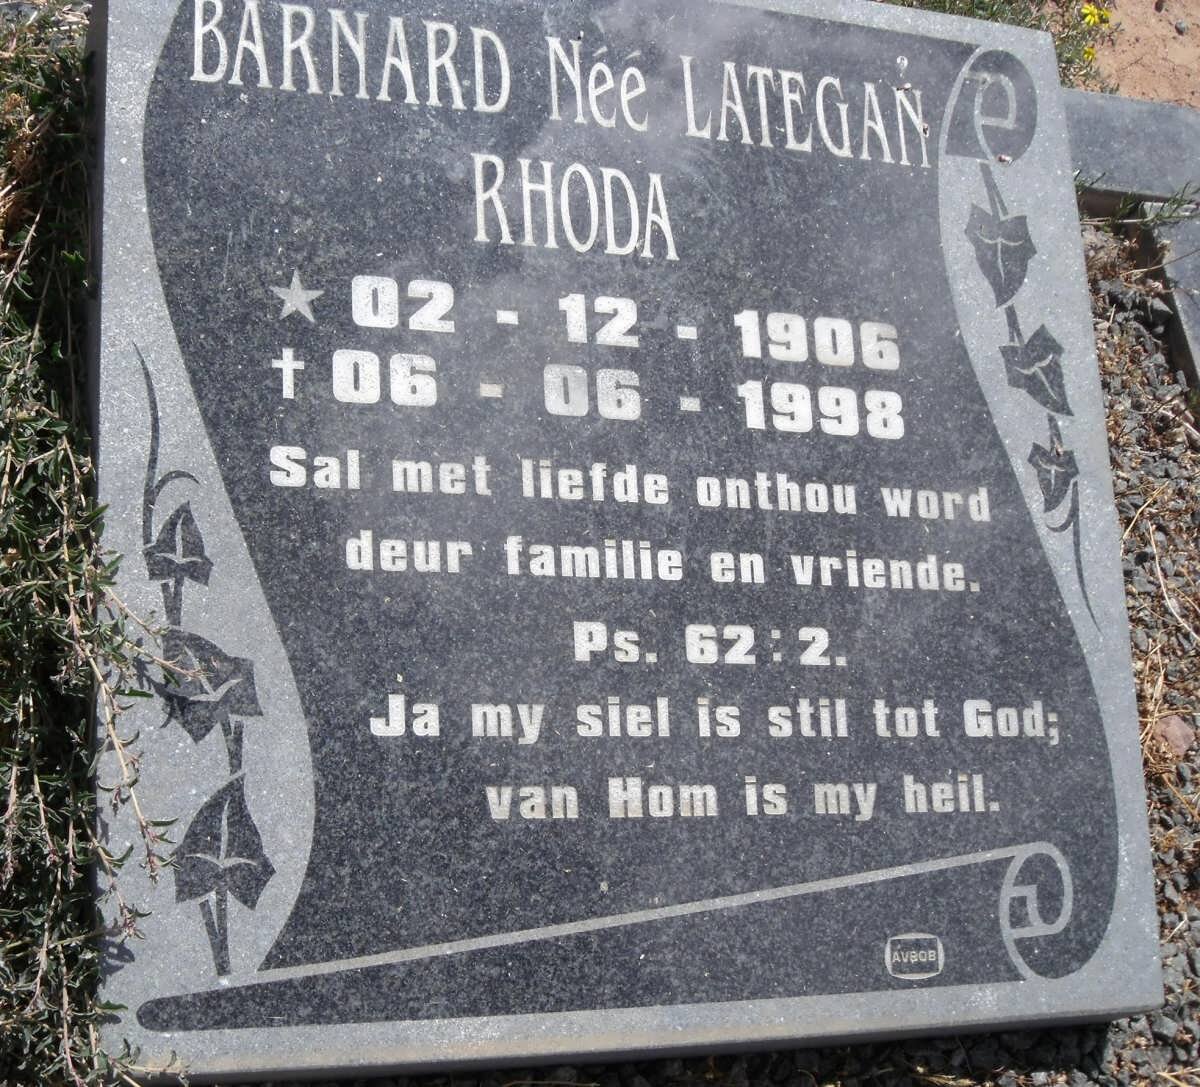 BARNARD Née LATEGAN
RHODA
★ 02 - 12 - 1906
✝ 06 - 06 - 1998
Sal met liefde onthou word
deur familie en vriende.
Ps. 62 : 2.
Ja my siel is stil tot God;
van Hom is my heil.
AVBOB